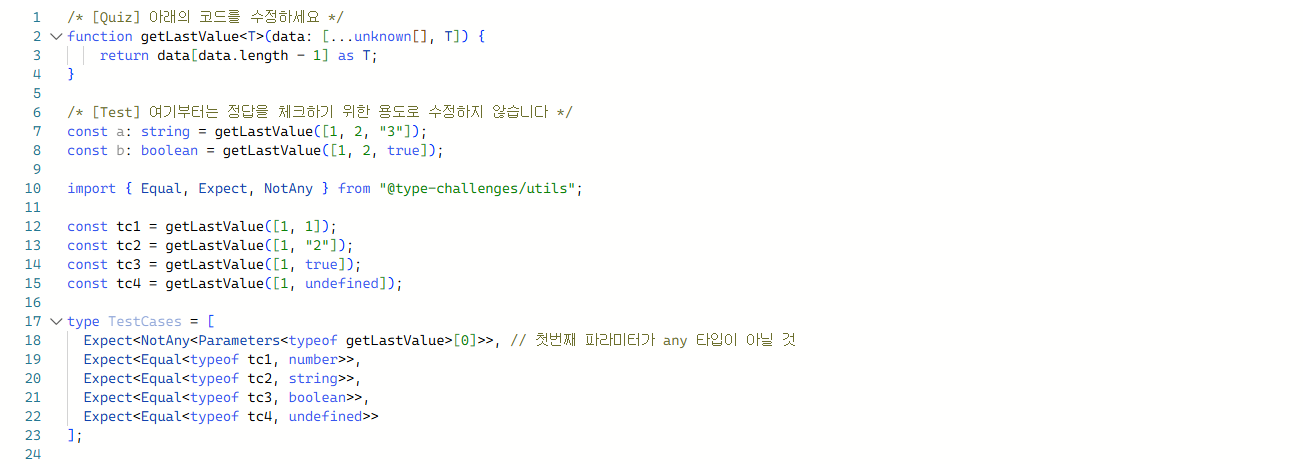 1 /* [Quiz] 아래의 코드를 수정하세요 */
2 function getLastValue<T>(data: [...unknown[], T]) {
3 return data[data.length - 1] as T;
4 }
5
6 /* [Test] 여기부터는 정답을 체크하기 위한 용도로 수정하지 않습니다 */
7 const a: string = getLastValue([1, 2, "3"]);
8 const b: boolean = getLastValue([1, 2, true]);
9
10 import { Equal, Expect, NotAny } from "@type-challenges/utils";
11
12 const tc1 = getLastValue([1, 1]);
13 const tc2 = getLastValue([1, "2"]);
14 const tc3 = getLastValue([1, true]);
15 const tc4 = getLastValue([1, undefined]);
16
17 type TestCases = [
18 Expect<NotAny<Parameters<typeof getLastValue>[0]>>, // 첫번째 파라미터가 any 타입이 아닐 것
19 Expect<Equal<typeof tc1, number>>,
20 Expect<Equal<typeof tc2, string>>,
21 Expect<Equal<typeof tc3, boolean>>,
22 Expect<Equal<typeof tc4, undefined>>
23 ];
24